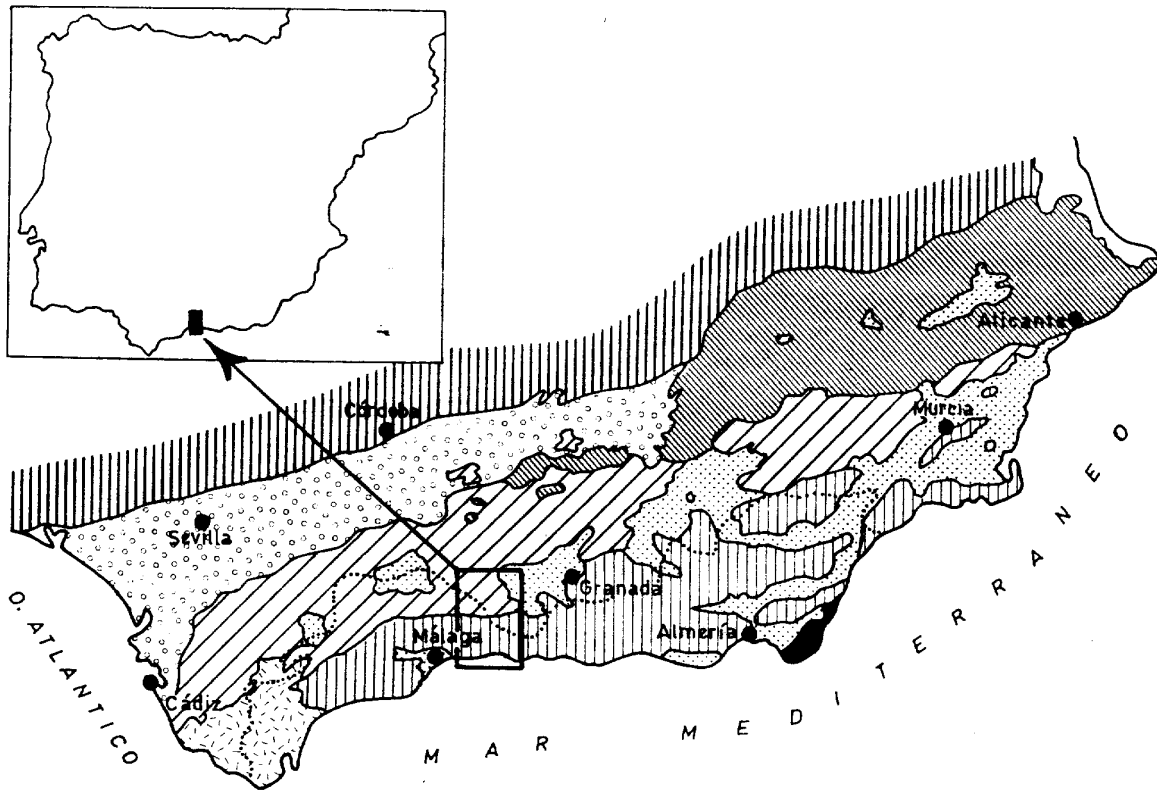 Alicante
Córdoba
Murcia
Sevilla
Granada
Málaga
Almería
Cádiz
O. ATLANTICO
MAR MEDITERRANEO